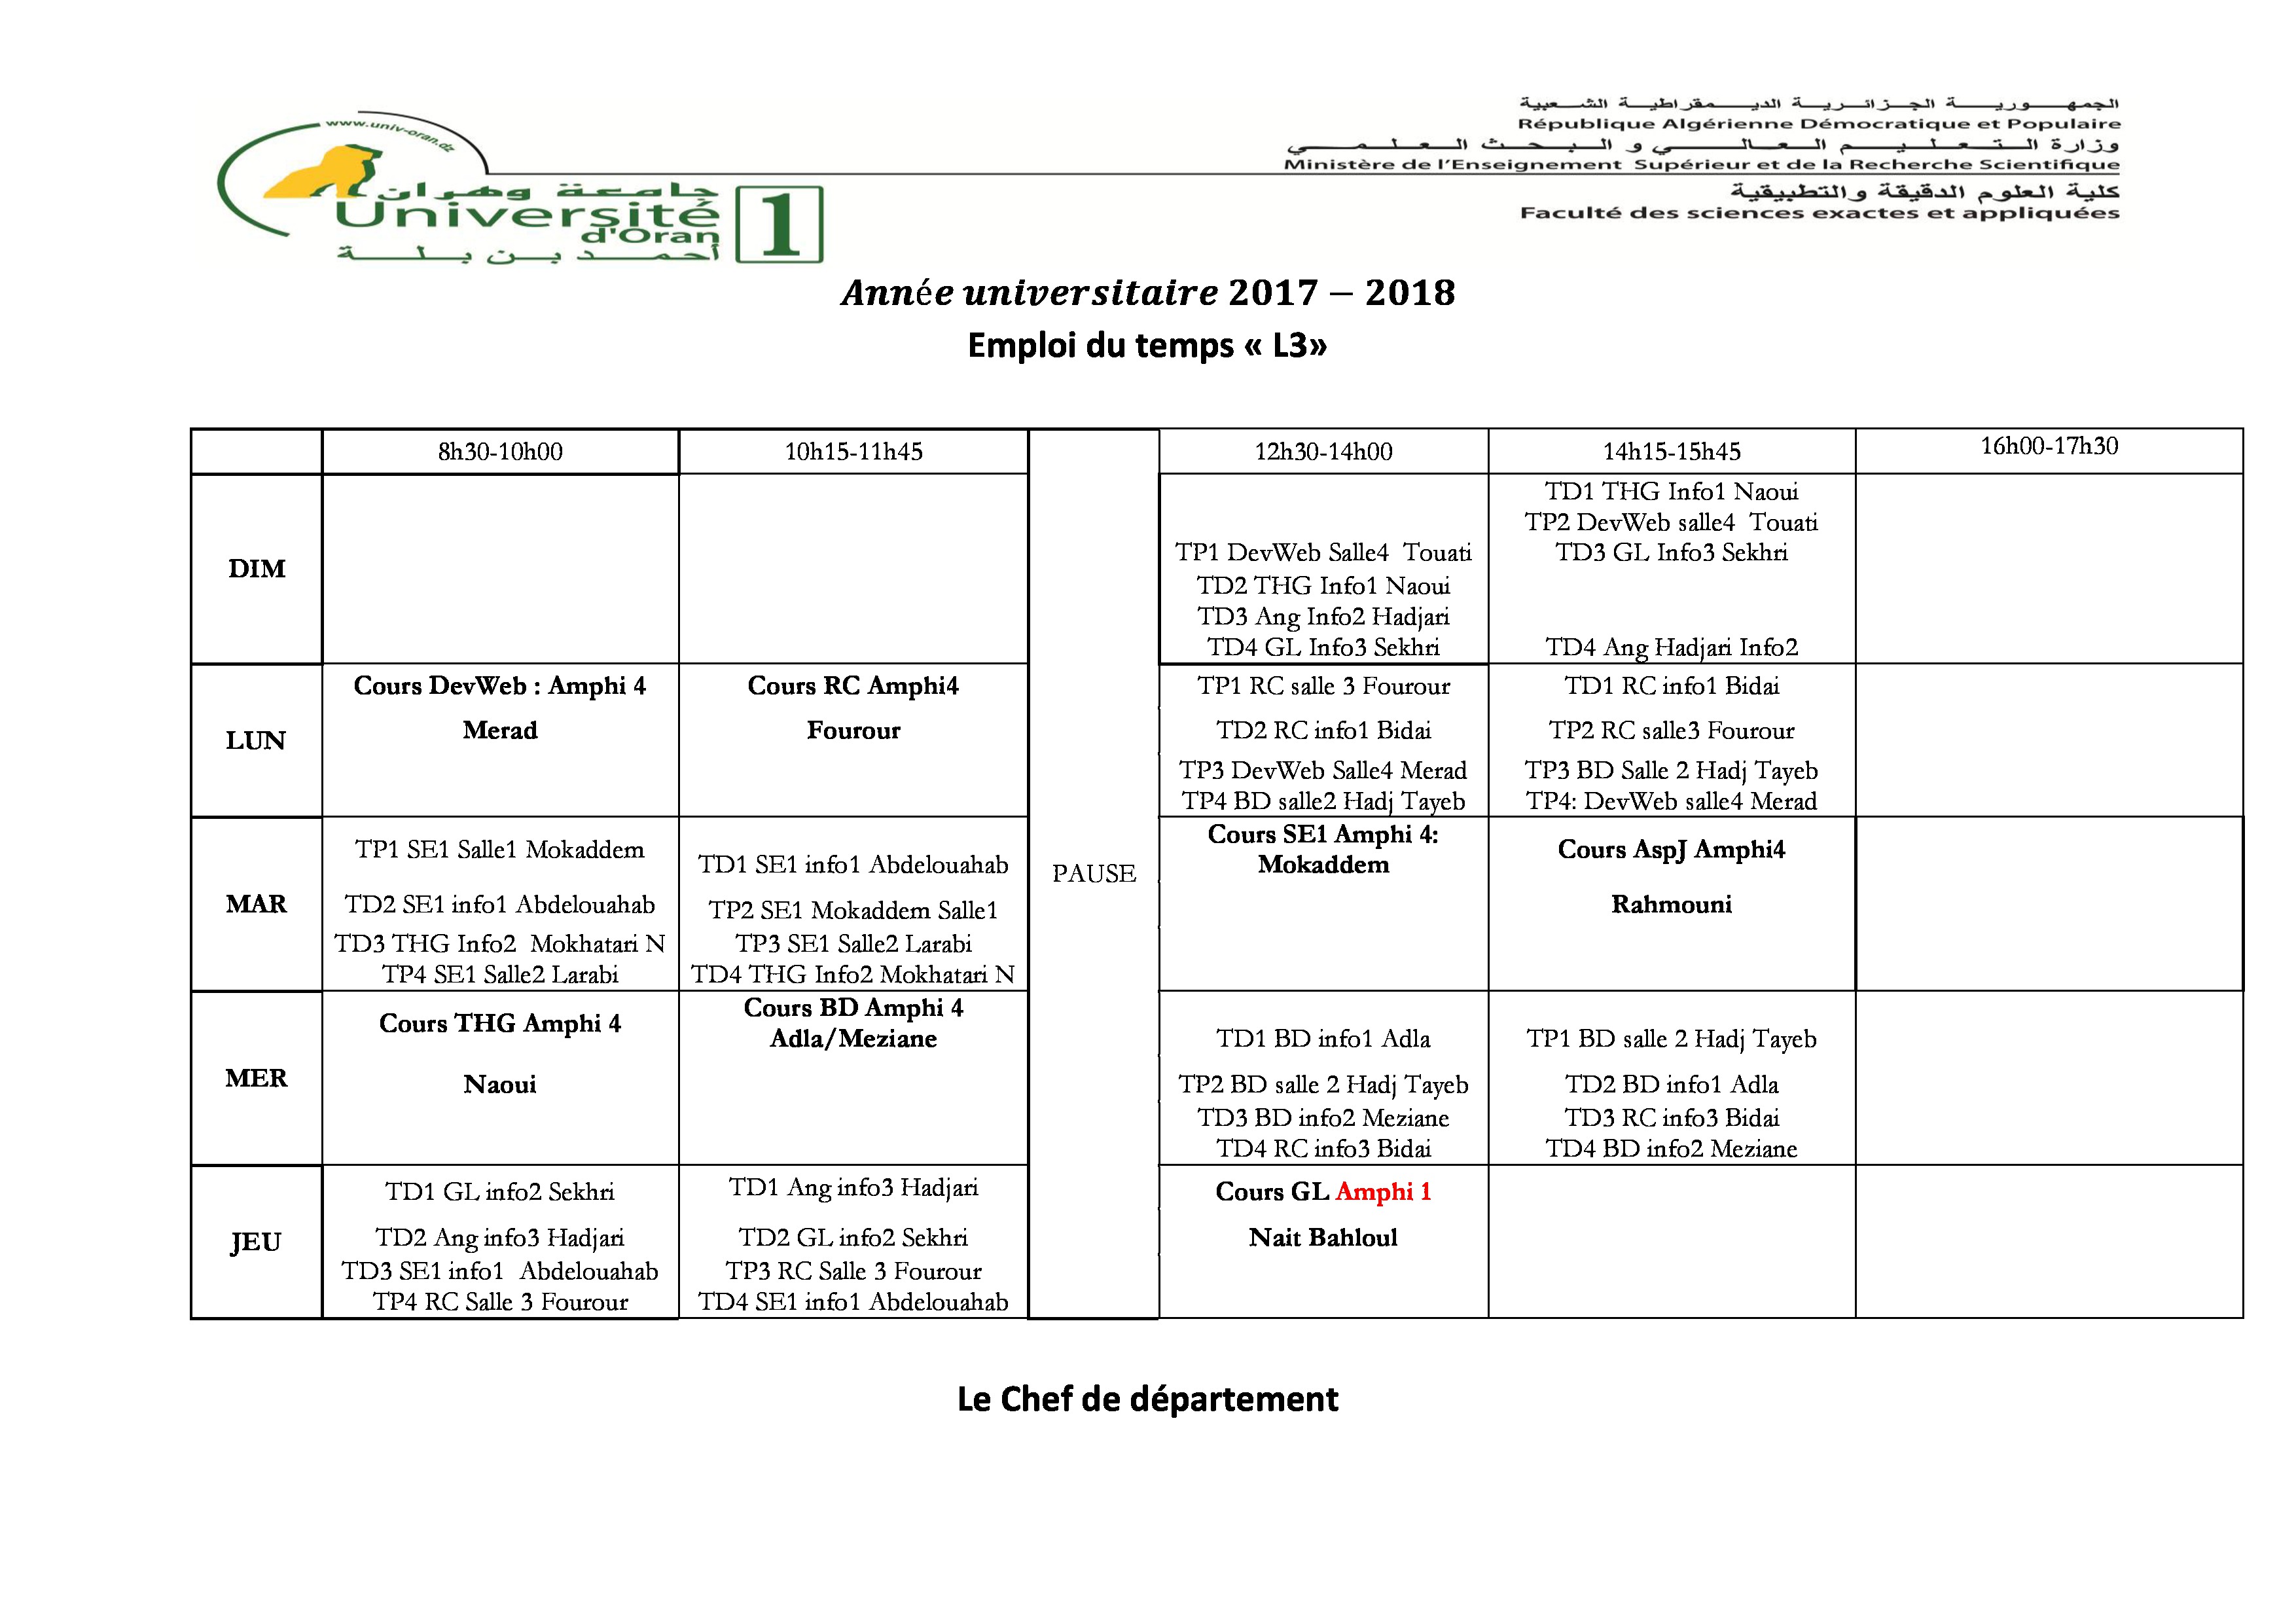 www.univ-oran.dz
جامعة وهران
Université
d'Oran
1
أحمد بن بلة
الجمهورية الجزائرية الديمقراطية الشعبية
République Algérienne Démocratique et Populaire
وزارة التعليم العالي و البحث العلمي
Ministère de l'Enseignement Supérieur et de la Recherche Scientifique
كلية العلوم الدقيقة والتطبيقية
Faculté des sciences exactes et appliquées
Année universitaire 2017 – 2018
Emploi du temps « L3»
8h30-10h00
10h15-11h45
PAUSE
12h30-14h00
14h15-15h45
16h00-17h30
DIM
TP1 DevWeb Salle4 Touati
TD2 THG Info1 Naoui
TD3 Ang Info2 Hadjari
TD4 GL Info3 Sekhri
TD1 THG Info1 Naoui
TP2 DevWeb salle4 Touati
TD3 GL Info3 Sekhri
TD4 Ang Hadjari Info2
LUN
Cours DevWeb : Amphi 4
Merad
Cours RC Amphi4
Fourour
TP1 RC salle 3 Fourour
TD2 RC info1 Bidai
TP3 DevWeb Salle4 Merad
TP4 BD salle2 Hadj Tayeb
TD1 RC info1 Bidai
TP2 RC salle3 Fourour
TP3 BD Salle 2 Hadj Tayeb
TP4: DevWeb salle4 Merad
MAR
TP1 SE1 Salle1 Mokaddem
TD2 SE1 info1 Abdelouahab
TD3 THG Info2 Mokhatari N
TP4 SE1 Salle2 Larabi
TD1 SE1 info1 Abdelouahab
TP2 SE1 Mokaddem Salle1
TP3 SE1 Salle2 Larabi
TD4 THG Info2 Mokhatari N
Cours SE1 Amphi 4:
Mokaddem
Cours AspJ Amphi4
Rahmouni
MER
Cours THG Amphi 4
Naoui
Cours BD Amphi 4
Adla/Meziane
TD1 BD info1 Adla
TP2 BD salle 2 Hadj Tayeb
TD3 BD info2 Meziane
TD4 RC info3 Bidai
TP1 BD salle 2 Hadj Tayeb
TD2 BD info1 Adla
TD3 RC info3 Bidai
TD4 BD info2 Meziane
JEU
TD1 GL info2 Sekhri
TD2 Ang info3 Hadjari
TD3 SE1 info1 Abdelouahab
TP4 RC Salle 3 Fourour
TD1 Ang info3 Hadjari
TD2 GL info2 Sekhri
TP3 RC Salle 3 Fourour
TD4 SE1 info1 Abdelouahab
Cours GL Amphi 1
Nait Bahloul
Le Chef de département